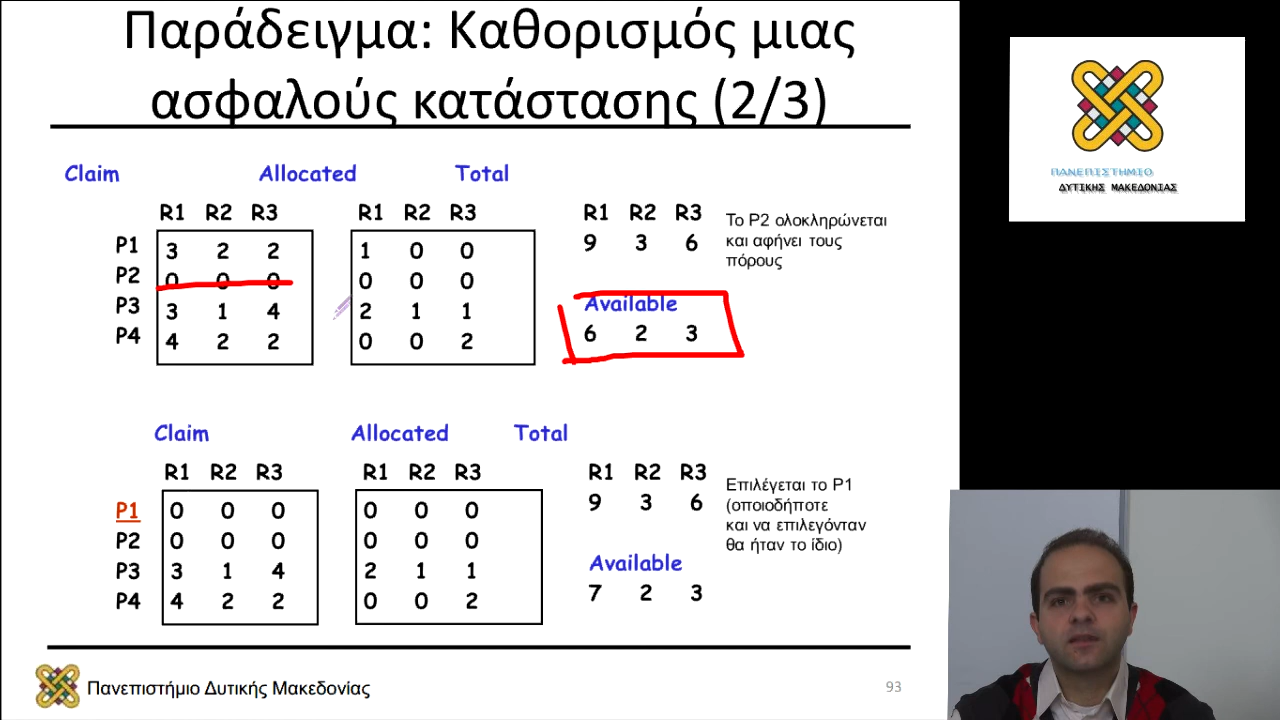 Παράδειγμα: Καθορισμός μιας
ασφαλούς κατάστασης (2/3)
Claim Allocated Total
R1 R2 R3 R1 R2 R3 R1 R2 R3
9 3 6
P1 3 2 2 1 0 0
P2 0 0 0 0 0 0
P3 3 1 4 2 1 1
P4 4 2 2 0 0 2
Available
6 2 3
Το P2 ολοκληρώνεται
και αφήνει τους
πόρους
Claim Allocated Total
R1 R2 R3 R1 R2 R3 R1 R2 R3
9 3 6
P1 0 0 0 0 0 0
P2 0 0 0 0 0 0
P3 3 1 4 2 1 1
P4 4 2 2 0 0 2
Available
7 2 3
Επιλέγεται το P1
(οποιοδήποτε
και να επιλεγόνταν
θα ήταν το ίδιο)
Πανεπιστήμιο Δυτικής Μακεδονίας
93
ΠΑΝΕΠΙΣΤΗΜΙΟ
ΔΥΤΙΚΗΣ ΜΑΚΕΔΟΝΙΑΣ